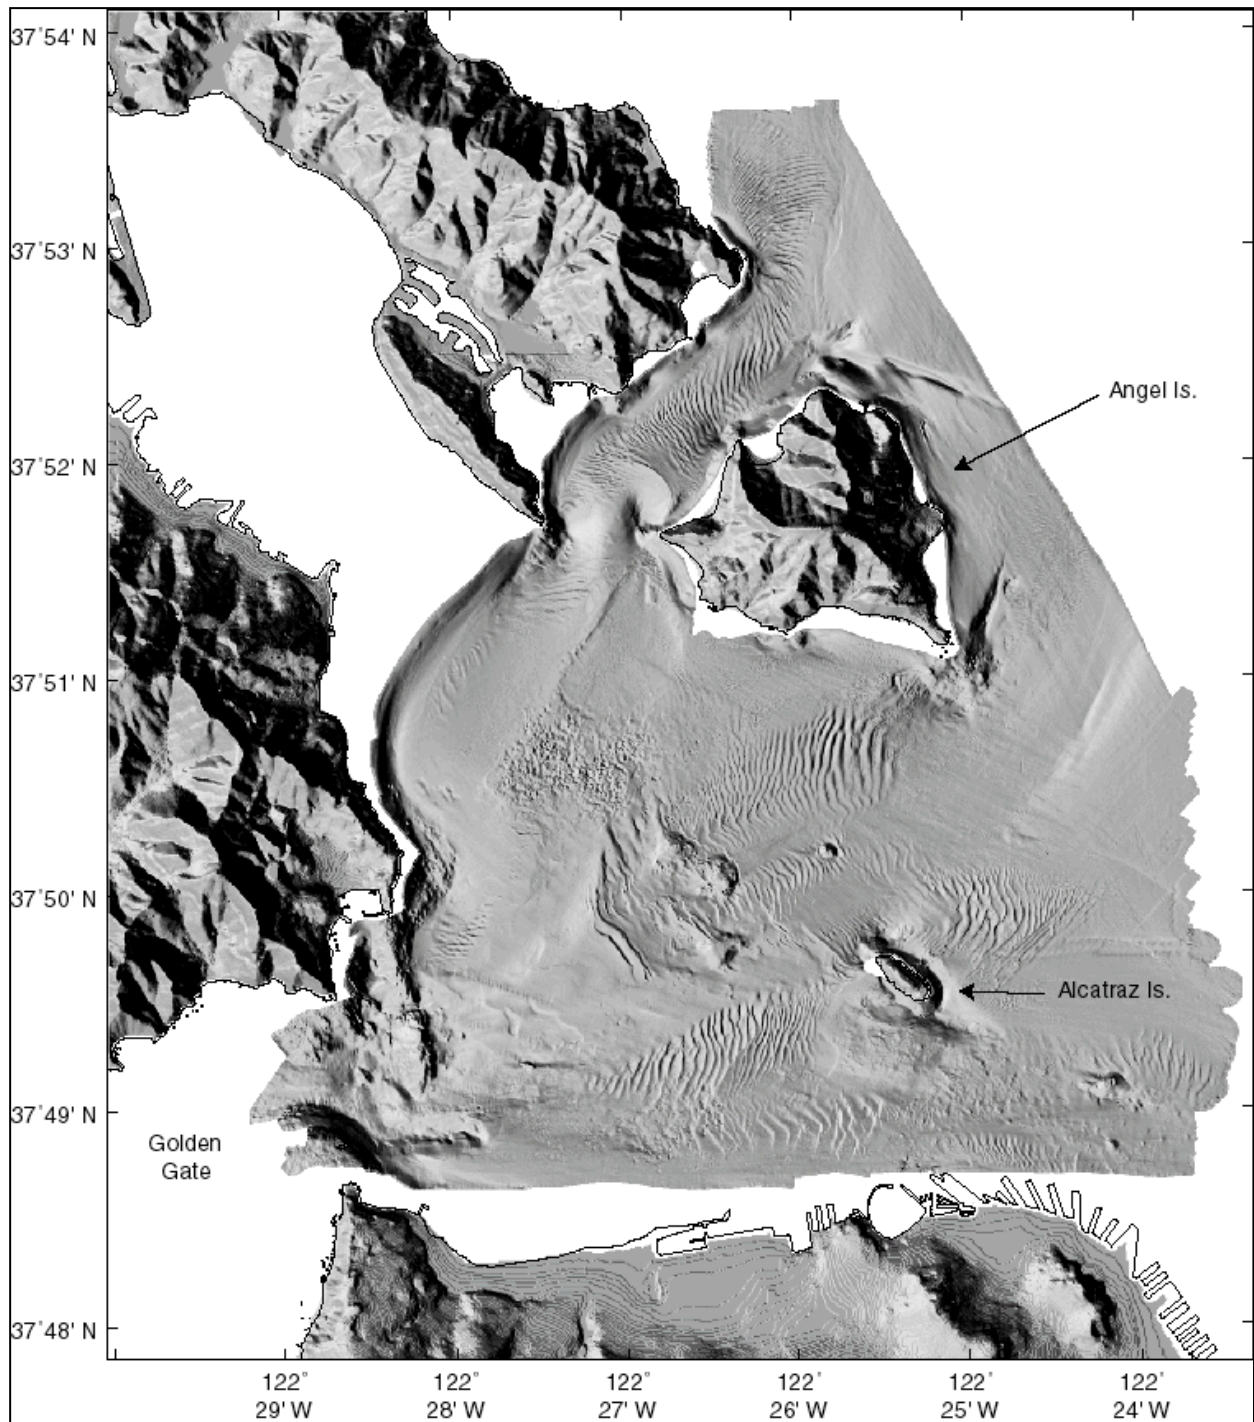 37°54' N
37°53' N
Angel Is.
37°52' N
37°51' N
37°50' N
Alcatraz Is.
37°49' N
Golden
Gate
37°48' N
122° 122° 122° 122° 122° 122°
29' W 28' W 27' W 26' W 25' W 24' W